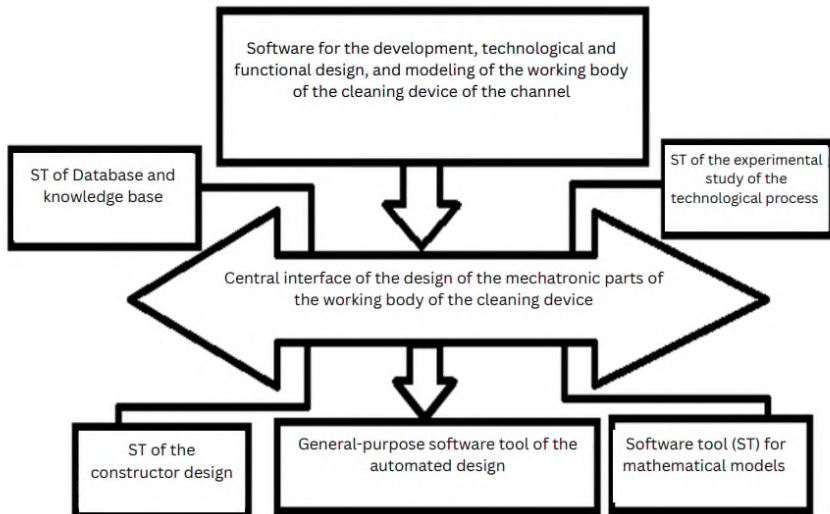 Software for the development, technological and
functional design, and modeling of the working body
of the cleaning device of the channel
ST of Database and
knowledge base
ST of the experimental
study of the
technological process
Central interface of the design of the mechatronic parts of
the working body of the cleaning device
ST of the
constructor design
General-purpose software tool of the
automated design
Software tool (ST) for
mathematical models